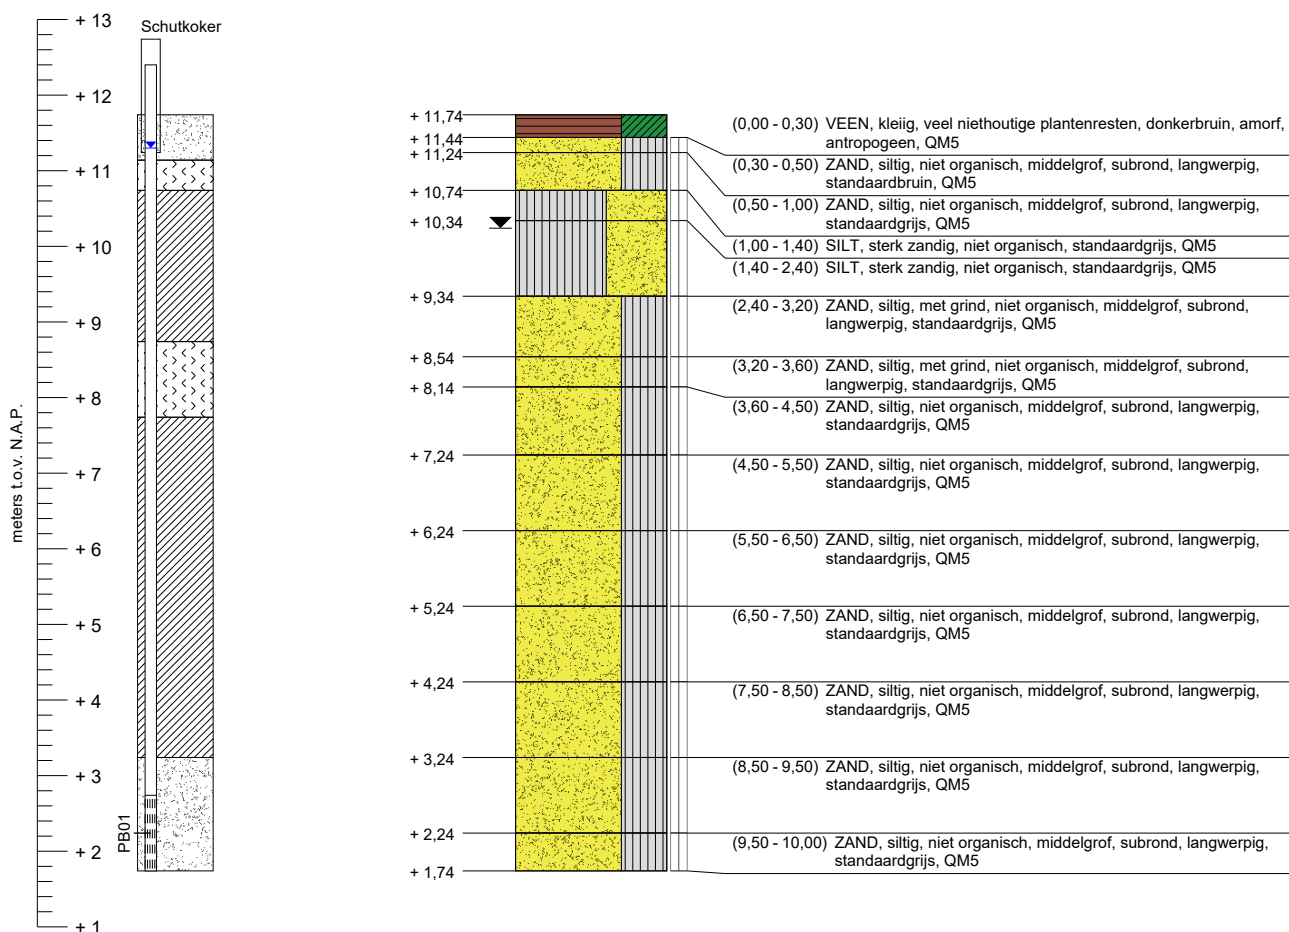 meters t.o.v. N.A.P.
+ 13
+ 12
+ 11
+ 10
+ 9
+ 8
+ 7
+ 6
+ 5
+ 4
+ 3
+ 2
+ 1
Schutkoker
PB01
+ 11,74
+ 11,44
+ 11,24
+ 10,74
+ 10,34
+ 9,34
+ 8,54
+ 8,14
+ 7,24
+ 6,24
+ 5,24
+ 4,24
+ 3,24
+ 2,24
+ 1,74
(0,00 - 0,30) VEEN, kleiig, veel niethoutige plantenresten, donkerbruin, amorf,
antropogeen, QM5
(0,30 - 0,50) ZAND, siltig, niet organisch, middelgrof, subrond, langwerpig,
standaardbruin, QM5
(0,50 - 1,00) ZAND, siltig, niet organisch, middelgrof, subrond, langwerpig,
standaardgrijs, QM5
(1,00 - 1,40) SILT, sterk zandig, niet organisch, standaardgrijs, QM5
(1,40 - 2,40) SILT, sterk zandig, niet organisch, standaardgrijs, QM5
(2,40 - 3,20) ZAND, siltig, met grind, niet organisch, middelgrof, subrond,
langwerpig, standaardgrijs, QM5
(3,20 - 3,60) ZAND, siltig, met grind, niet organisch, middelgrof, subrond,
langwerpig, standaardgrijs, QM5
(3,60 - 4,50) ZAND, siltig, niet organisch, middelgrof, subrond, langwerpig,
standaardgrijs, QM5
(4,50 - 5,50) ZAND, siltig, niet organisch, middelgrof, subrond, langwerpig,
standaardgrijs, QM5
(5,50 - 6,50) ZAND, siltig, niet organisch, middelgrof, subrond, langwerpig,
standaardgrijs, QM5
(6,50 - 7,50) ZAND, siltig, niet organisch, middelgrof, subrond, langwerpig,
standaardgrijs, QM5
(7,50 - 8,50) ZAND, siltig, niet organisch, middelgrof, subrond, langwerpig,
standaardgrijs, QM5
(8,50 - 9,50) ZAND, siltig, niet organisch, middelgrof, subrond, langwerpig,
standaardgrijs, QM5
(9,50 - 10,00) ZAND, siltig, niet organisch, middelgrof, subrond, langwerpig,
standaardgrijs, QM5